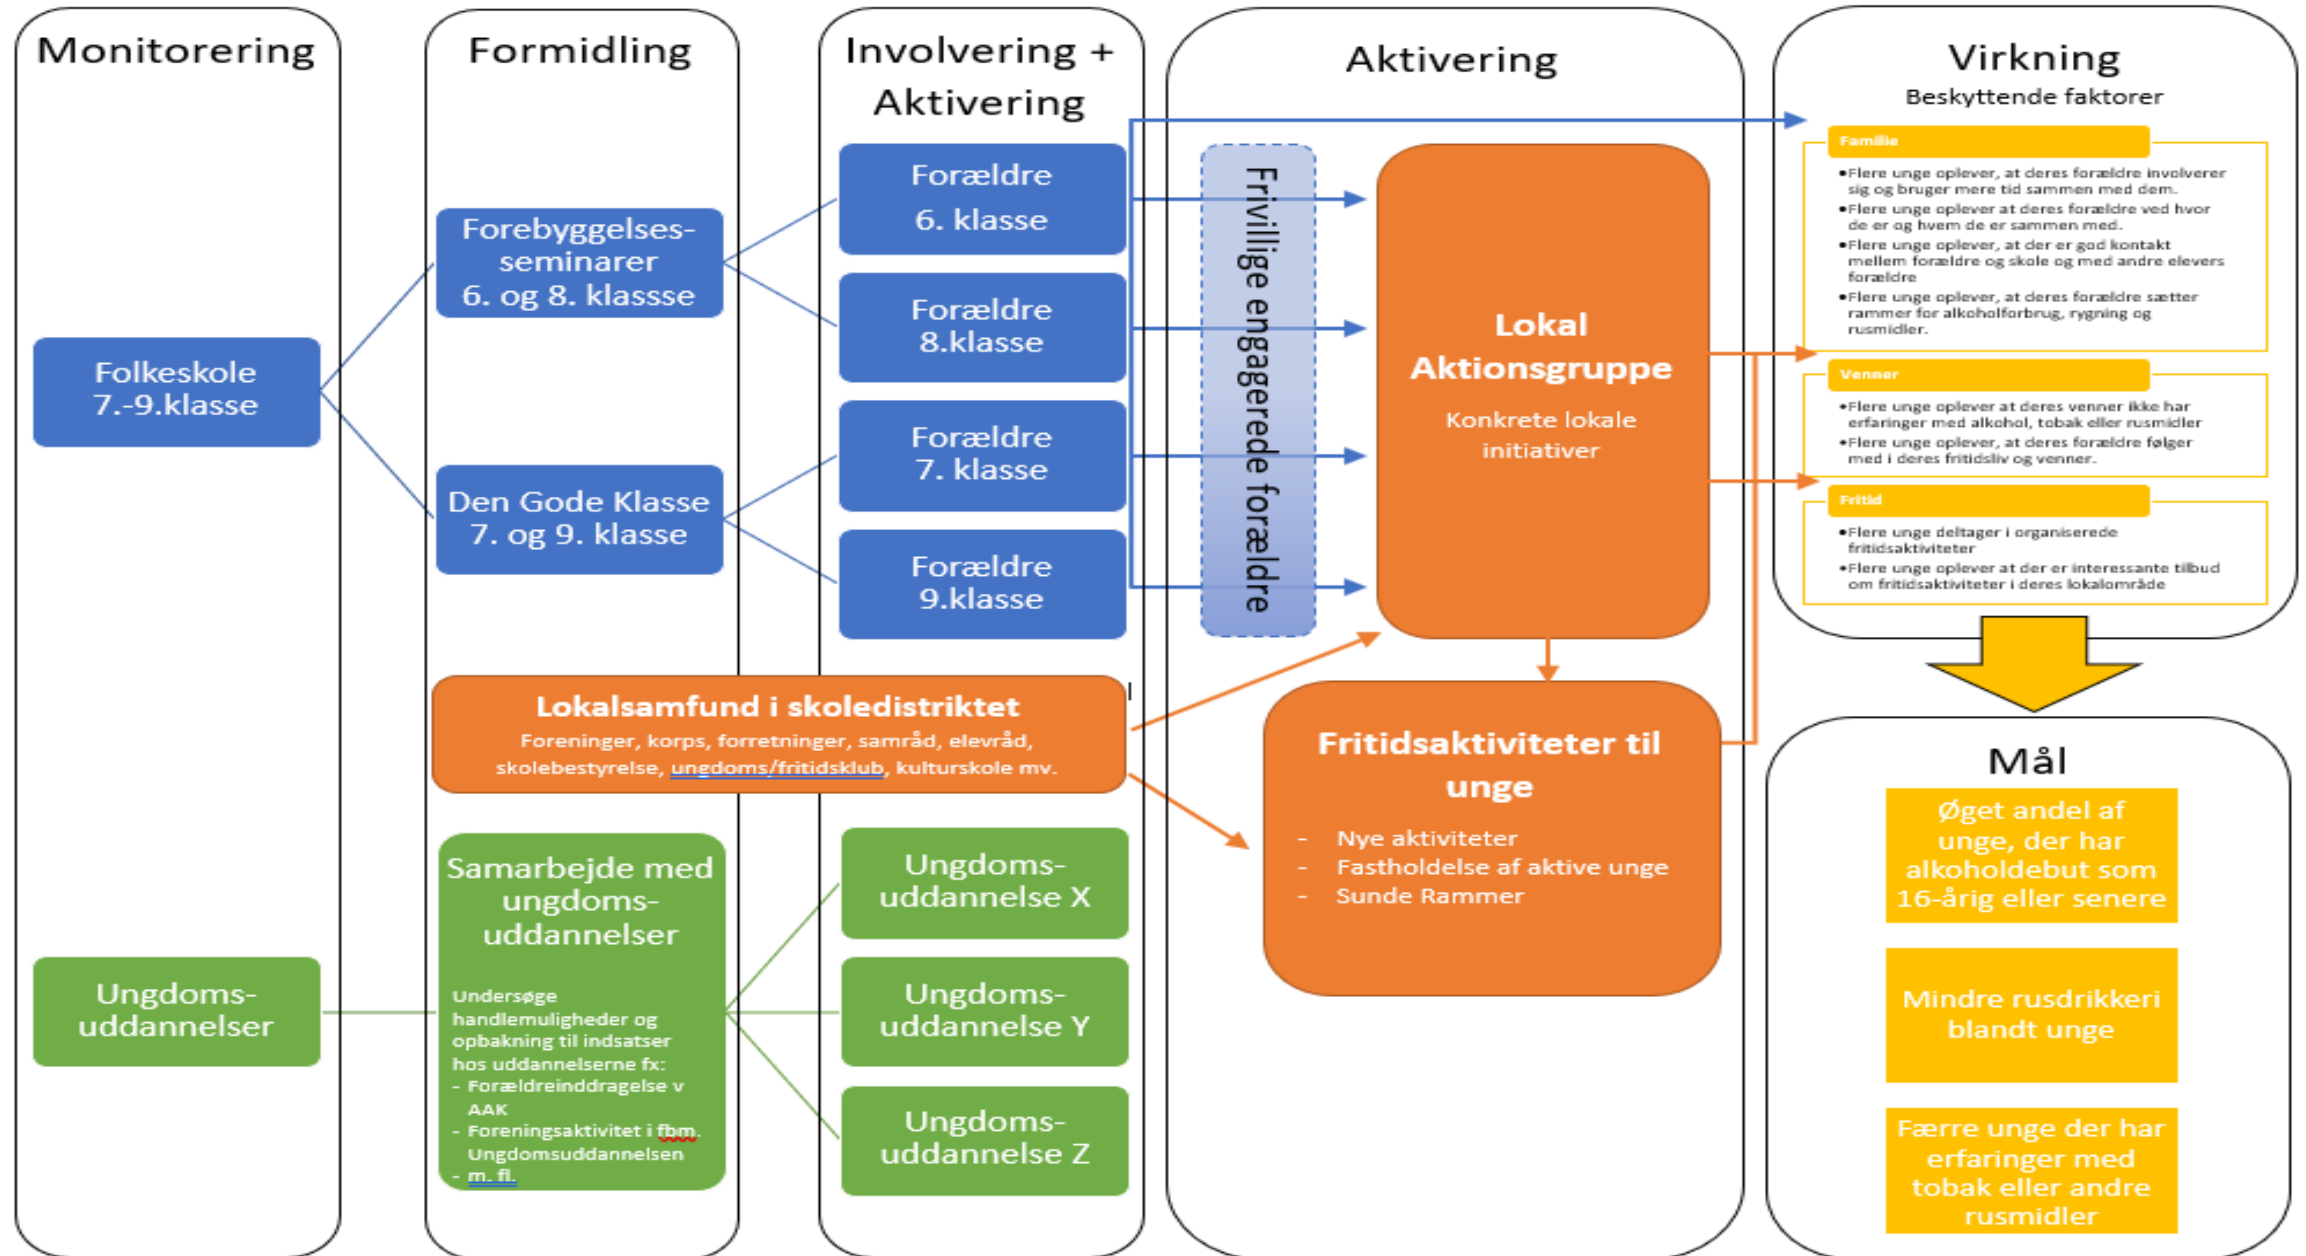 Monitorering
Folkeskole
7.-9.klasse
Ungdoms-
uddannelser
Formidling
Forebyggelses-
seminarer
6. og 8. klassse
Den Gode Klasse
7. og 9. klasse
Lokalsamfund i skoledistriktet
Foreninger, korps, forretninger, samråd, elevråd,
skolebestyrelse, ungdoms/fritidsklub, kulturskole mv.
Samarbejde med
ungdoms-
uddannelser
Undersøge
handlemuligheder og
opbakning til indsatser
hos uddannelserne fx:
- Forældreinddragelse v
AAK
- Foreningsaktivitet i fbm.
Ungdomsuddannelsen
- m. fl.
Involvering +
Aktivering
Forældre
6. klasse
Forældre
8.klasse
Forældre
7. klasse
Forældre
9.klasse
Ungdoms-
uddannelse X
Ungdoms-
uddannelse Y
Ungdoms-
uddannelse Z
Aktivering
Frivillige engagerede forældre
Lokal
Aktionsgruppe
Konkrete lokale
initiativer
Fritidsaktiviteter til
unge
- Nye aktiviteter
- Fastholdelse af aktive unge
- Sunde Rammer
Virkning
Beskyttende faktorer
Familie
•Flere unge oplever, at deres forældre involverer
sig og bruger mere tid sammen med dem.
•Flere unge oplever at deres forældre ved hvor
de er og hvem de er sammen med.
•Flere unge oplever, at der er god kontakt
mellem forældre og skole og med andre elevers
forældre
•Flere unge oplever, at deres forældre sætter
rammer for alkoholforbrug, rygning og
rusmidler.
Venner
•Flere unge oplever at deres venner ikke har
erfaringer med alkohol, tobak eller rusmidler
•Flere unge oplever, at deres forældre følger
med i deres fritidsliv og venner.
Fritid
•Flere unge deltager i organiserede
fritidsaktiviteter
•Flere unge oplever at der er interessante tilbud
om fritidsaktiviteter i deres lokalområde
Mål
Øget andel af
unge, der har
alkoholdebut som
16-årig eller senere
Mindre rusdrikkeri
blandt unge
Færre unge der har
erfaringer med
tobak eller andre
rusmidler